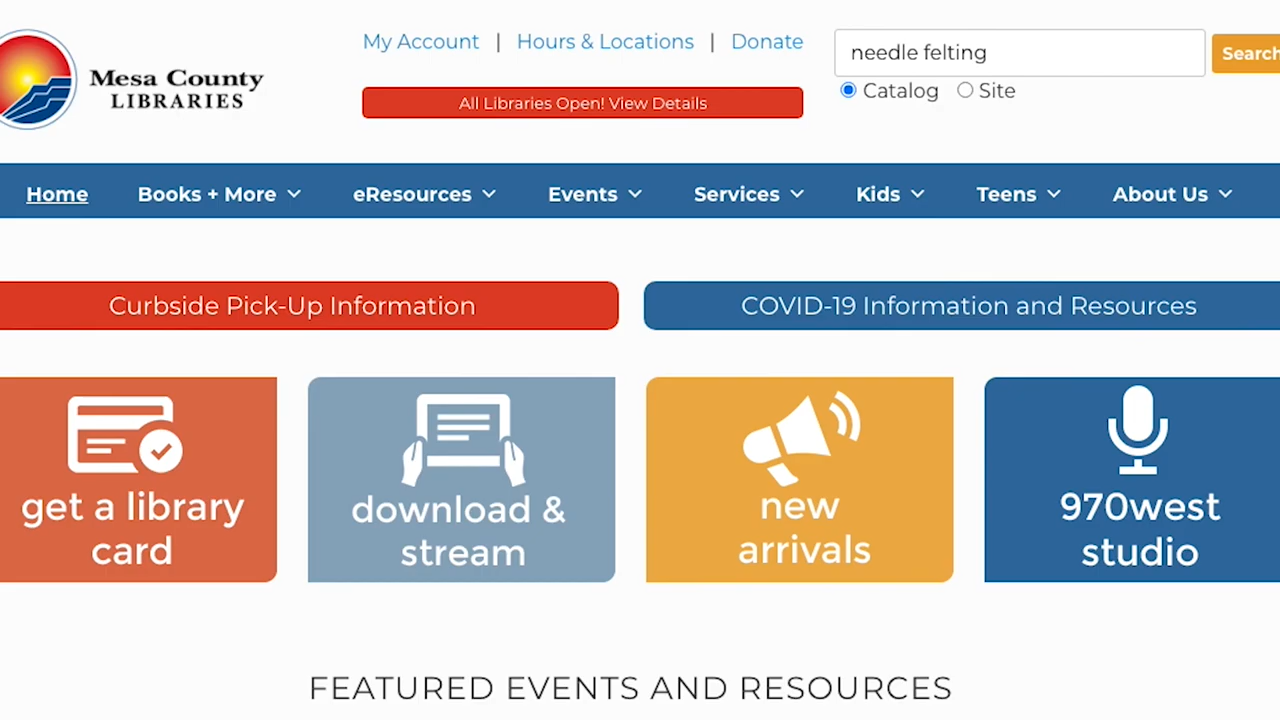 My Account | Hours & Locations | Donate
needle felting
Search
Mesa County
LIBRARIES
All Libraries Open! View Details
Catalog Site
Home Books + More eResources Events Services Kids Teens About Us
Curbside Pick-Up Information
COVID-19 Information and Resources
get a library
card
download &
stream
new
arrivals
970west
studio
FEATURED EVENTS AND RESOURCES